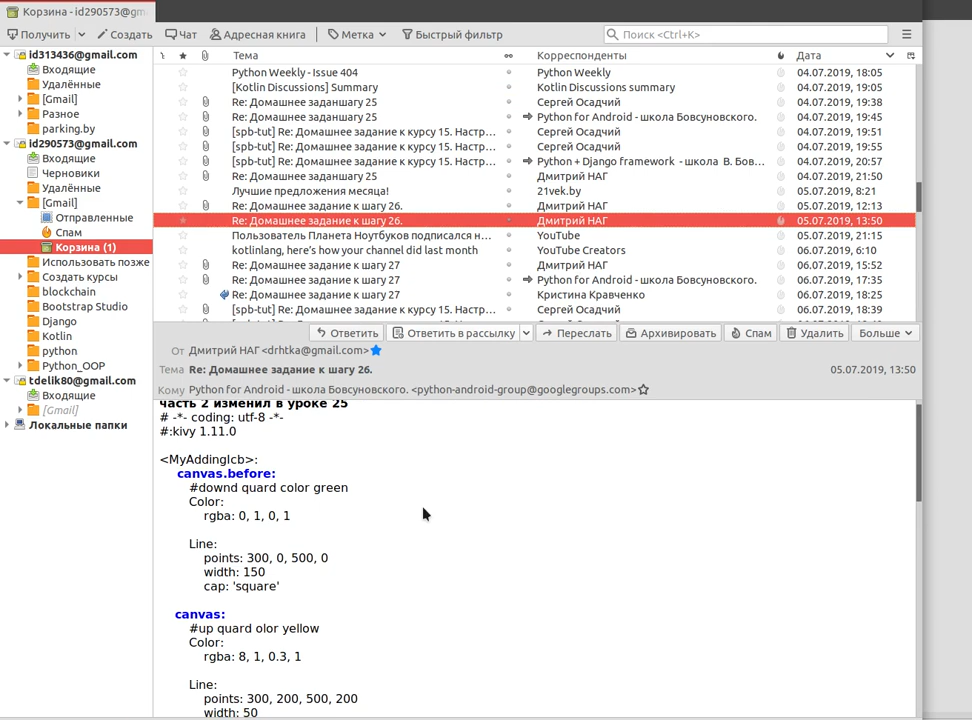 Корзина - id290573@gm
Получить
Создать
Чат
Адресная книга
Метка
Быстрый фильтр
Поиск <Ctrl+K>
id313436@gmail.com
Входящие
Удалённые
[Gmail]
Разное
parking.by
id290573@gmail.com
Входящие
Черновики
Удалённые
[Gmail]
Отправленные
Спам
Корзина (1)
Использовать позже
Создать курсы
blockchain
Bootstrap Studio
Django
Kotlin
python
Python_OOP
tdelik80@gmail.com
Входящие
[Gmail]
Локальные папки
Тема Корреспонденты Дата
Python Weekly - Issue 404 Python Weekly 04.07.2019, 18:05
[Kotlin Discussions] Summary Kotlin Discussions summary 04.07.2019, 19:05
Re: Домашнее заданиу 25 Сергей Осадчий 04.07.2019, 19:38
Re: Домашнее заданиу 25 Python for Android - школа Бовсуновского. 04.07.2019, 19:45
[spb-tut] Re: Домашнее задание к курсу 15. Настр... Сергей Осадчий 04.07.2019, 19:51
[spb-tut] Re: Домашнее задание к курсу 15. Настр... Сергей Осадчий 04.07.2019, 19:55
[spb-tut] Re: Домашнее задание к курсу 15. Настр... Python + Django framework - школа В. Бов... 04.07.2019, 20:57
Re: Домашнее заданиу 25 Дмитрий НАГ 04.07.2019, 21:50
Лучшие предложения месяца! 21vek.by 05.07.2019, 8:21
Re: Домашнее задание к шагу 26. Дмитрий НАГ 05.07.2019, 12:13
Re: Домашнее задание к шагу 26. Дмитрий НАГ 05.07.2019, 13:50
Пользователь Планета Ноутбуков подписался н... YouTube 05.07.2019, 21:15
kotlinlang, here's how your channel did last month YouTube Creators 06.07.2019, 6:10
Re: Домашнее задание к шагу 27 Дмитрий НАГ 06.07.2019, 15:52
Re: Домашнее задание к шагу 27 Python for Android - школа Бовсуновского. 06.07.2019, 17:35
Re: Домашнее задание к шагу 27 Кристина Кравченко 06.07.2019, 18:25
[spb-tut] Re: Домашнее задание к курсу 15. Настр... Сергей Осадчий 06.07.2019, 18:39
Ответить
Ответить в рассылку
Переслать
Архивировать
Спам
Удалить
Больше
От Дмитрий НАГ <drhtka@gmail.com>
Тема Re: Домашнее задание к шагу 26. 05.07.2019, 13:50
Кому Python for Android - школа Бовсуновского. <python-android-group@googlegroups.com>
часть 2 изменил в уроке 25
# -*- coding: utf-8 -*-
#:kivy 1.11.0
<MyAddingIcb>:
canvas.before:
#downd quard color green
Color:
rgba: 0, 1, 0, 1
Line:
points: 300, 0, 500, 0
width: 150
cap: 'square'
canvas:
#up quard olor yellow
Color:
rgba: 8, 1, 0.3, 1
Line:
points: 300, 200, 500, 200
width: 50